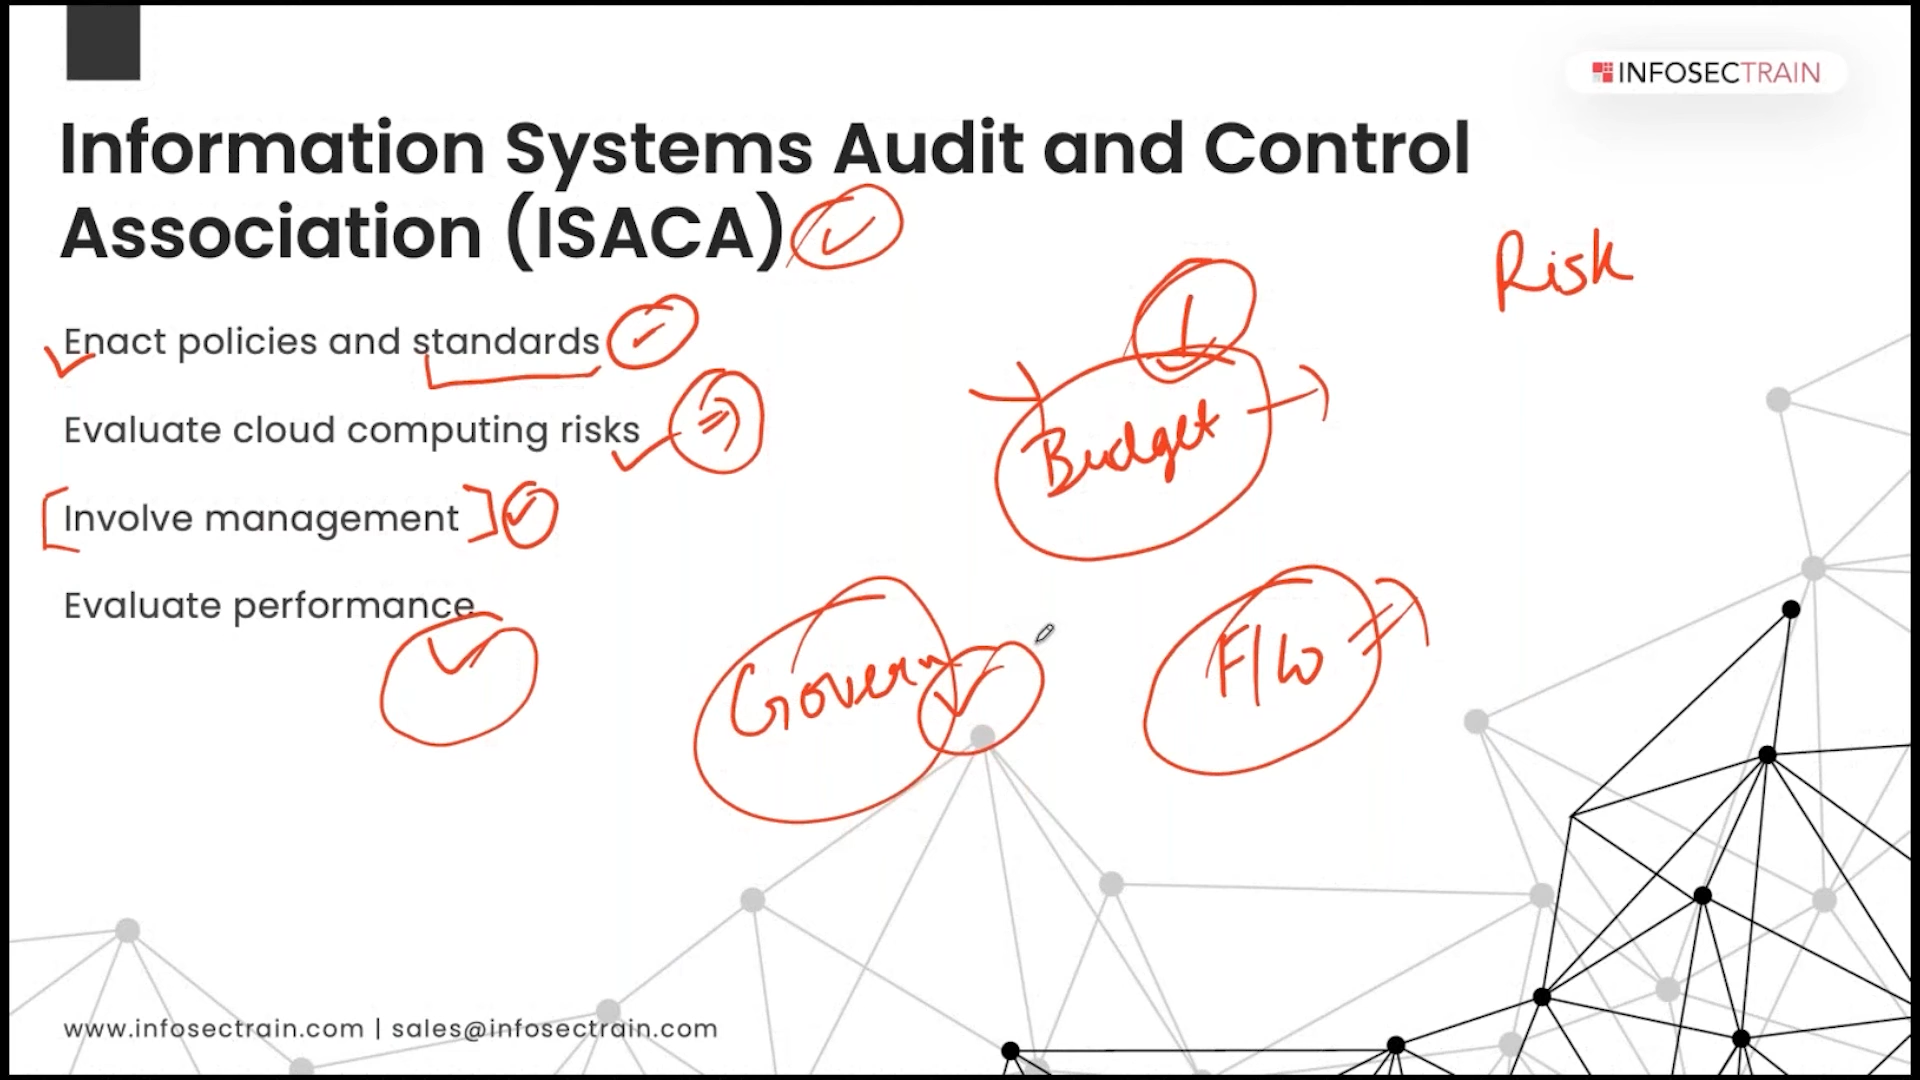 INFOSECTRAIN
Information Systems Audit and Control
Association (ISACA)
Risk
Enact policies and standards
Evaluate cloud computing risks
Budget
Involve management
Evaluate performance
Govern
F/W
www.infosectrain.com | sales@infosectrain.com